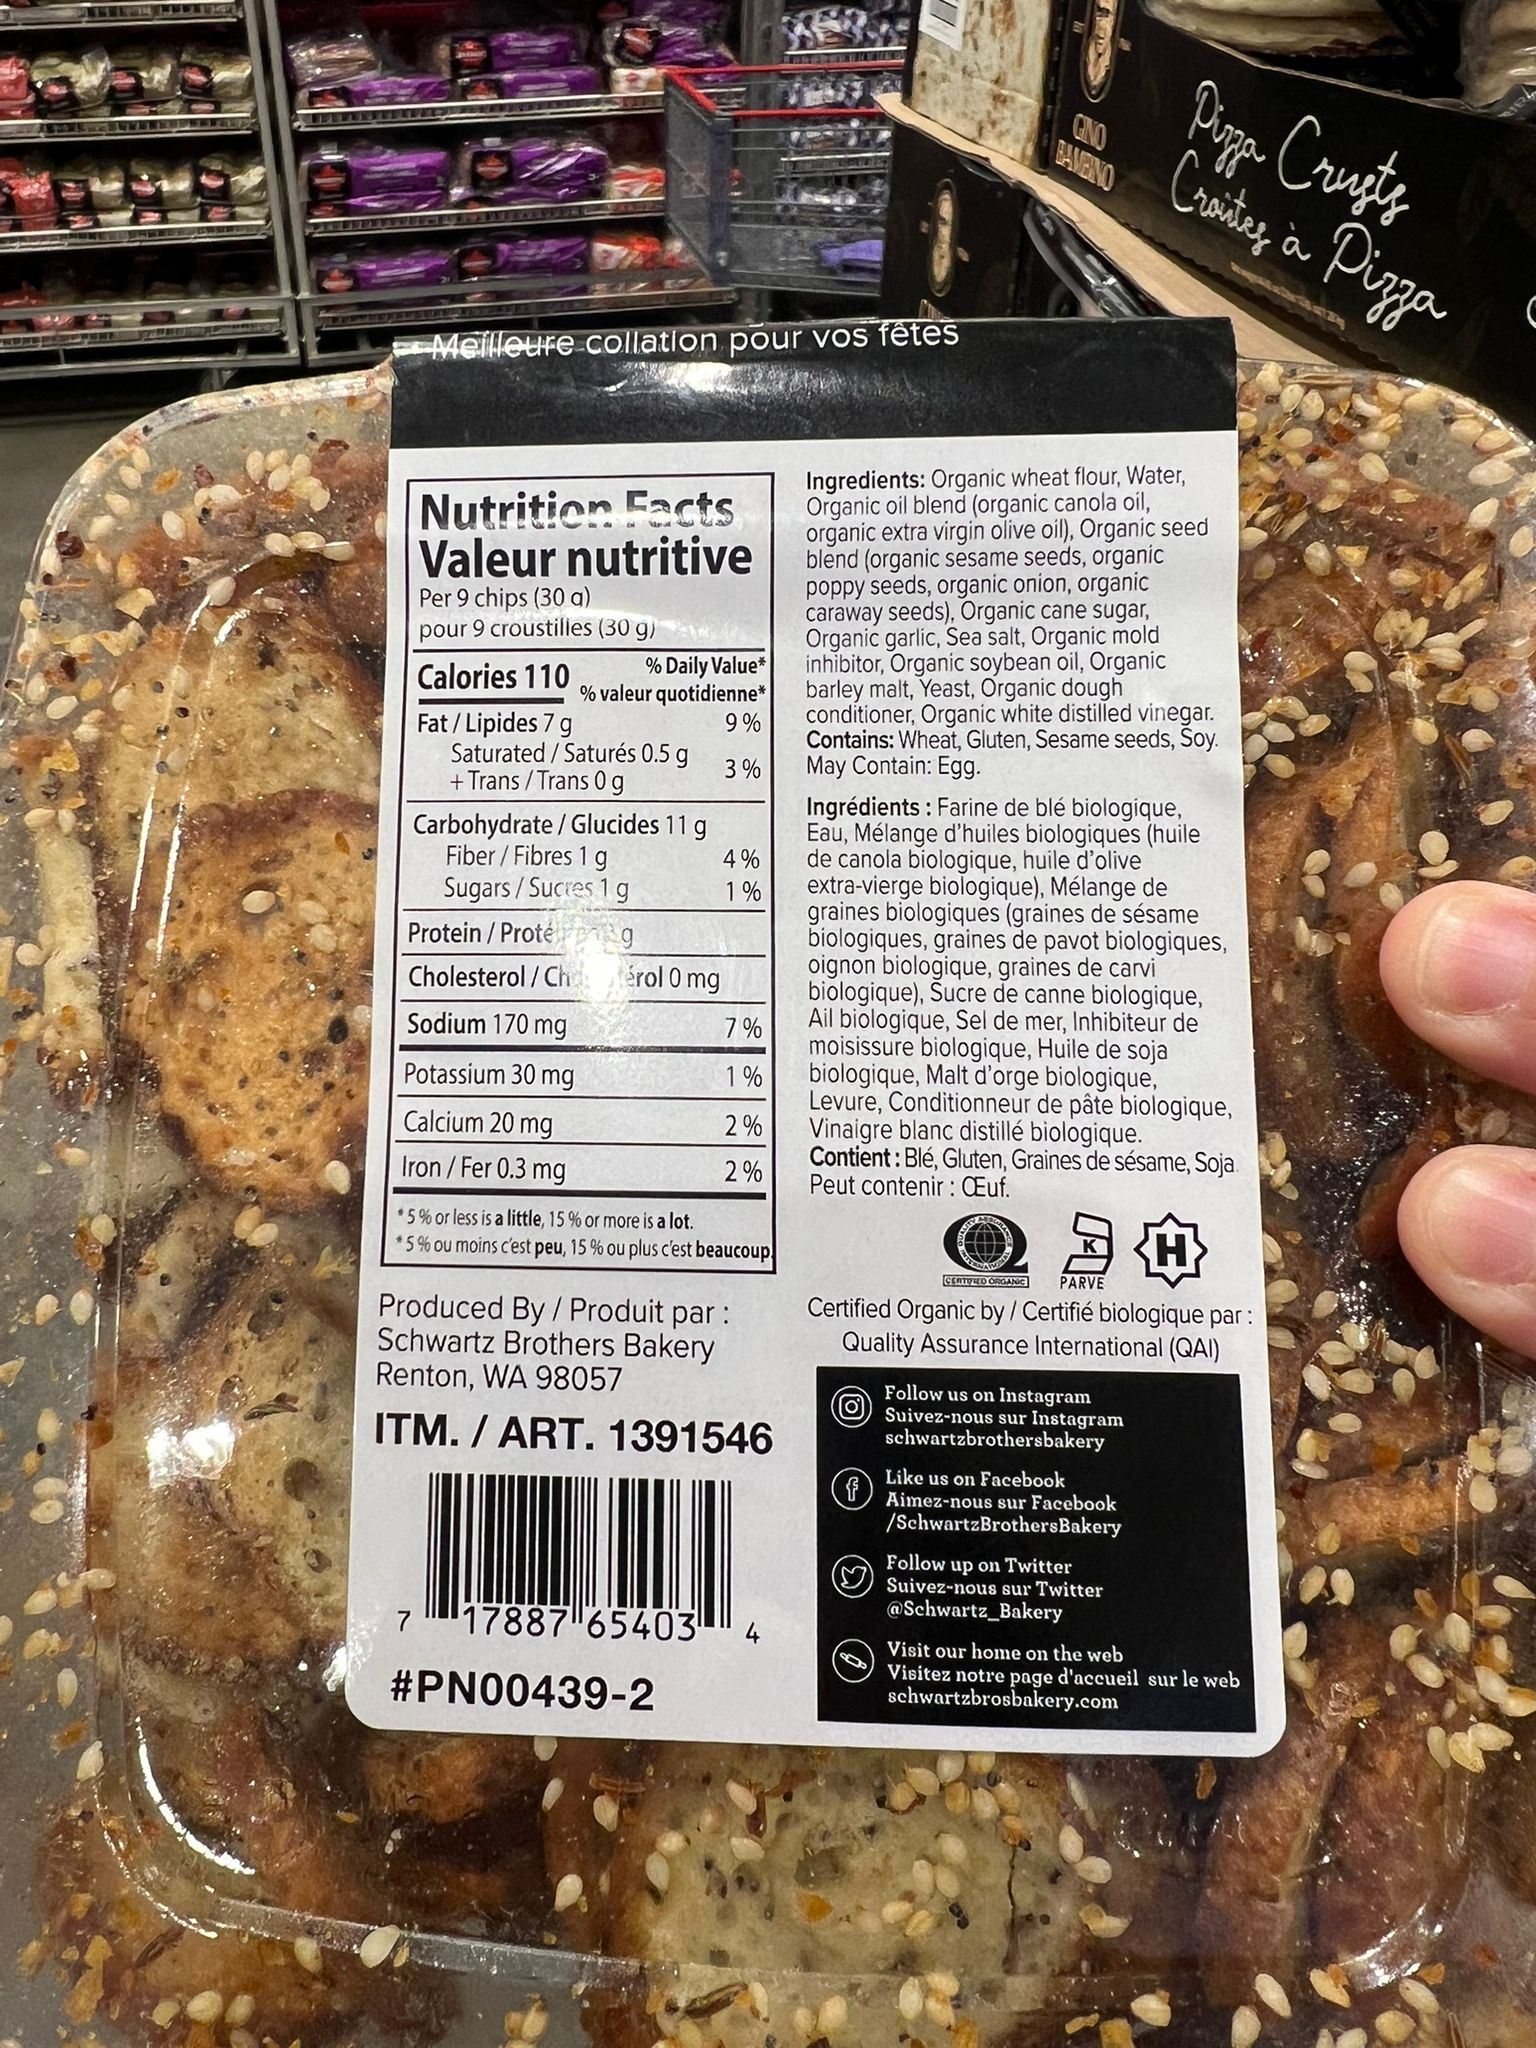 GINO
BAMBINO
Pizza Crusts
Croûtes à Pizza
Meilleure collation pour vos fêtes
Nutrition Facts
Valeur nutritive
Per 9 chips (30 g)
pour 9 croustilles (30 g)
Calories 110
% Daily Value*
% valeur quotidienne*
Fat / Lipides 7 g 9 %
Saturated / Saturés 0.5 g
+ Trans / Trans 0 g 3 %
Carbohydrate / Glucides 11 g
Fiber / Fibres 1 g 4 %
Sugars / Sucres 1 g 1 %
Protein / g
Cholesterol / 0 mg
Sodium 170 mg 7 %
Potassium 30 mg 1 %
Calcium 20 mg 2 %
Iron / Fer 0.3 mg 2 %
* 5 % or less is a little, 15 % or more is a lot.
* 5 % ou moins c'est peu, 15 % ou plus c'est beaucoup.
Produced By / Produit par :
Schwartz Brothers Bakery
Renton, WA 98057
ITM. / ART. 1391546
7 17887 65403 4
#PN00439-2
Ingredients: Organic wheat flour, Water,
Organic oil blend (organic canola oil,
organic extra virgin olive oil), Organic seed
blend (organic sesame seeds, organic
poppy seeds, organic onion, organic
caraway seeds), Organic cane sugar,
Organic garlic, Sea salt, Organic mold
inhibitor, Organic soybean oil, Organic
barley malt, Yeast, Organic dough
conditioner, Organic white distilled vinegar.
Contains: Wheat, Gluten, Sesame seeds, Soy.
May Contain: Egg.
Ingrédients : Farine de blé biologique,
Eau, Mélange d'huiles biologiques (huile
de canola biologique, huile d'olive
extra-vierge biologique), Mélange de
graines biologiques (graines de sésame
biologiques, graines de pavot biologiques,
oignon biologique, graines de carvi
biologique), Sucre de canne biologique,
Ail biologique, Sel de mer, Inhibiteur de
moisissure biologique, Huile de soja
biologique, Malt d'orge biologique,
Levure, Conditionneur de pâte biologique,
Vinaigre blanc distillé biologique.
Contient : Blé, Gluten, Graines de sésame, Soja.
Peut contenir : Œuf.
QUALITY ASSURANCE INTERNATIONAL
CERTIFIED ORGANIC
K
PARVE
H
Certified Organic by / Certifié biologique par :
Quality Assurance International (QAI)
Follow us on Instagram
Suivez-nous sur Instagram
schwartzbrothersbakery
Like us on Facebook
Aimez-nous sur Facebook
/SchwartzBrothersBakery
Follow up on Twitter
Suivez-nous sur Twitter
@Schwartz_Bakery
Visit our home on the web
Visitez notre page d'accueil sur le web
schwartzbrosbakery.com